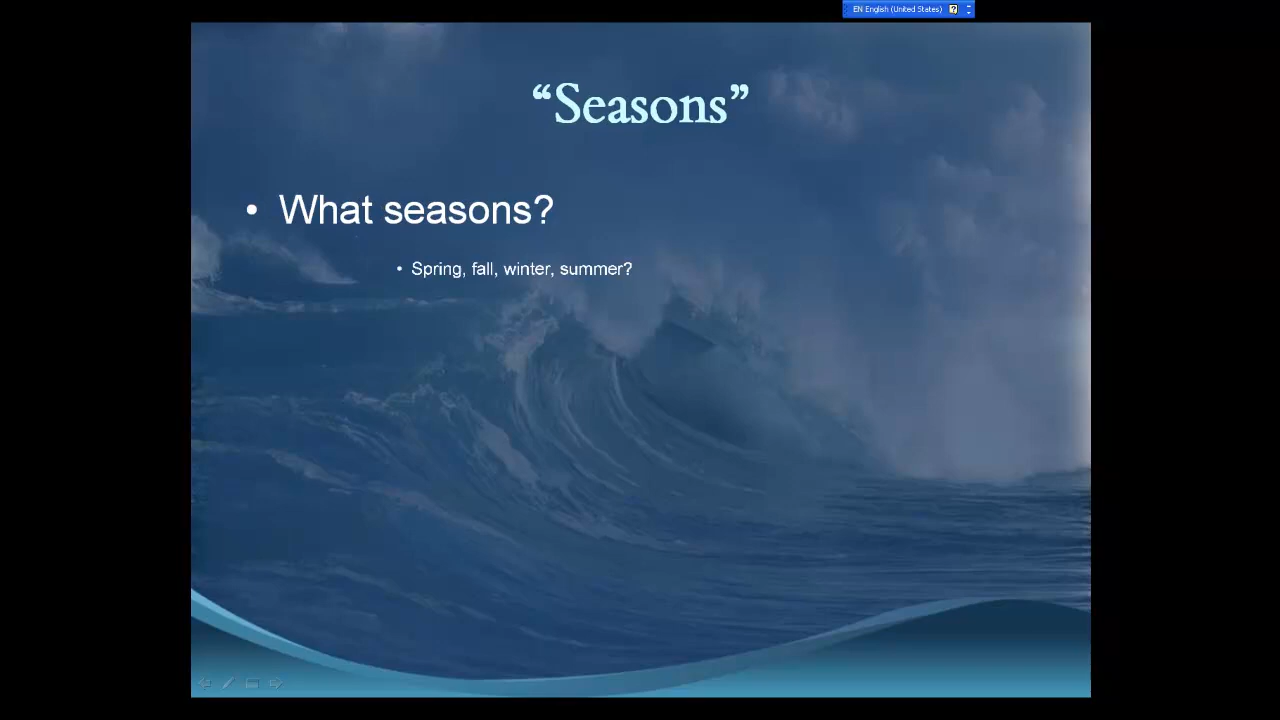 EN English (United States)
“Seasons”
• What seasons?
• Spring, fall, winter, summer?